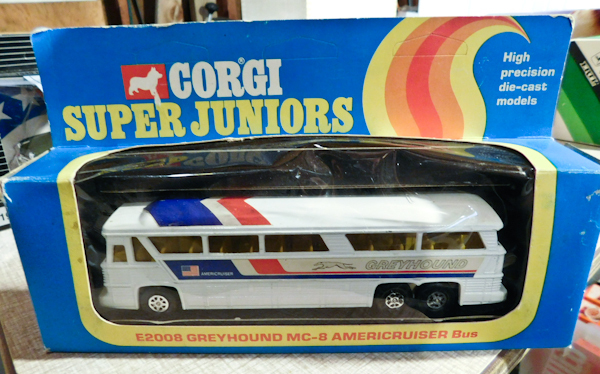 CORGI®
SUPER JUNIORS
High
precision
die-cast
models
AMERICRUISER
GREYHOUND
E2008 GREYHOUND MC-8 AMERICRUISER Bus